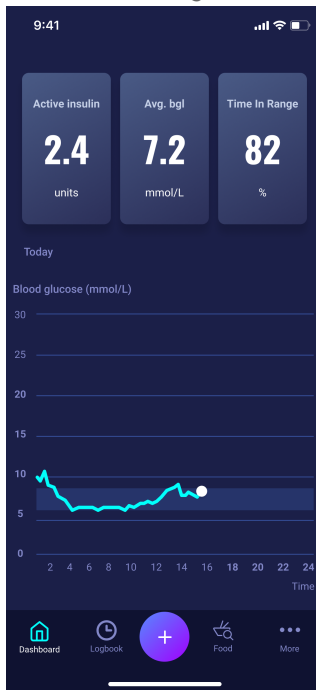 9:41
Active insulin Avg. bgl Time In Range
2.4 7.2 82
units mmol/L %
Today
Blood glucose (mmol/L)
30
25
20
15
10
5
0
2 4 6 8 10 12 14 16 18 20 22 24
Time
Dashboard Logbook Food More